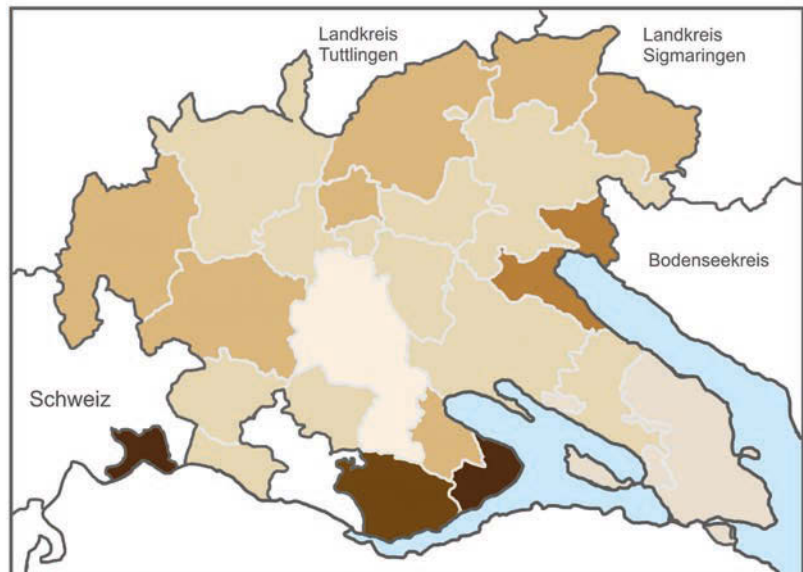 Landkreis
Tuttlingen
Landkreis
Sigmaringen
Bodenseekreis
Schweiz